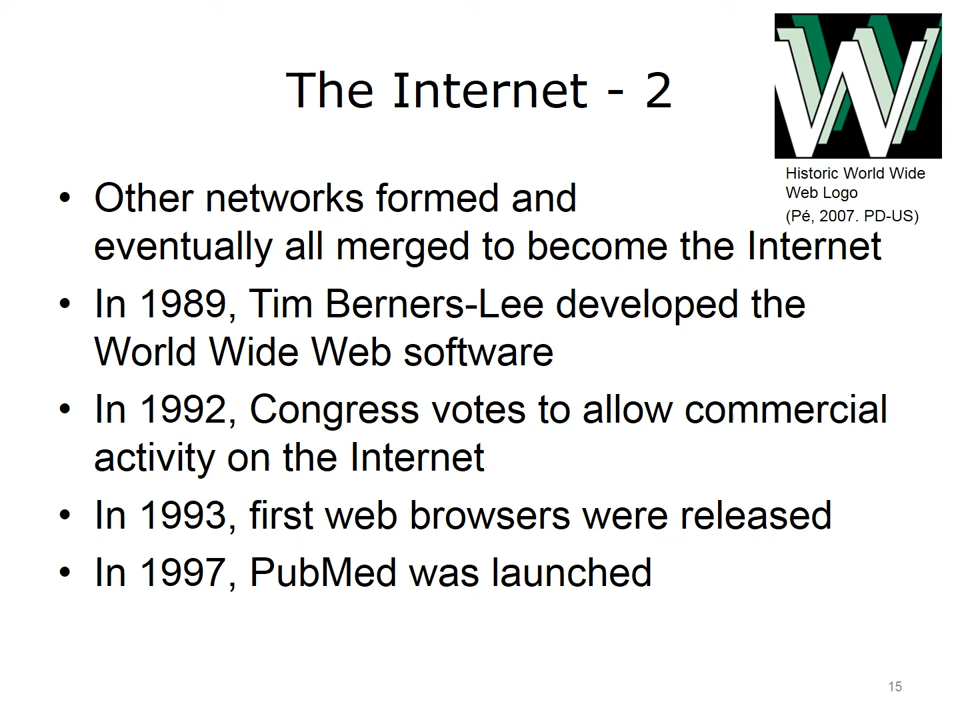 The Internet - 2
WWW
Historic World Wide
Web Logo
(Pé, 2007. PD-US)
• Other networks formed and
eventually all merged to become the Internet
• In 1989, Tim Berners-Lee developed the
World Wide Web software
• In 1992, Congress votes to allow commercial
activity on the Internet
• In 1993, first web browsers were released
• In 1997, PubMed was launched
15